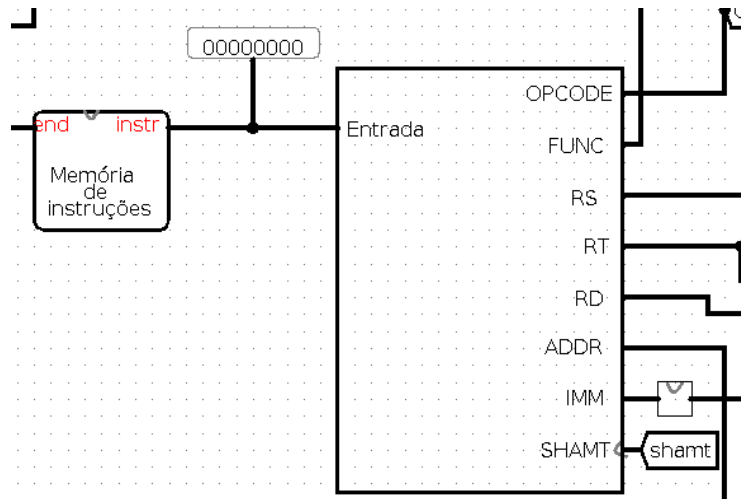 00000000
end instr
Memória
de
instruções
Entrada
OPCODE
FUNC
RS
RT
RD
ADDR
IMM
SHAMT
shamt